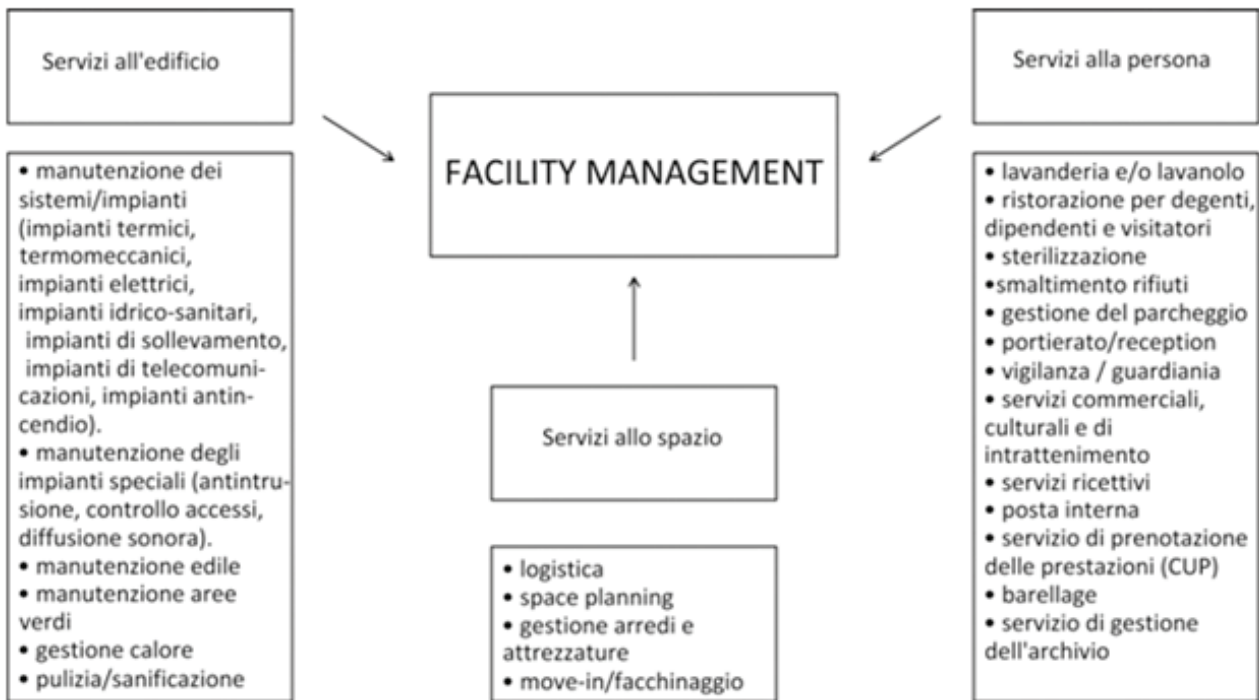 Servizi all'edificio
• manutenzione dei
sistemi/impianti
(impianti termici,
termomeccanici,
impianti elettrici,
impianti idrico-sanitari,
impianti di sollevamento,
impianti di telecomuni-
cazioni, impianti antin-
cendio).
• manutenzione degli
impianti speciali (antintru-
sione, controllo accessi,
diffusione sonora).
• manutenzione edile
• manutenzione aree
verdi
• gestione calore
• pulizia/sanificazione
FACILITY MANAGEMENT
Servizi allo spazio
• logistica
• space planning
• gestione arredi e
attrezzature
• move-in/facchinaggio
Servizi alla persona
• lavanderia e/o lavanolo
• ristorazione per degenti,
dipendenti e visitatori
• sterilizzazione
•smaltimento rifiuti
• gestione del parcheggio
• portierato/reception
• vigilanza / guardiania
• servizi commerciali,
culturali e di
intrattenimento
• servizi ricettivi
• posta interna
• servizio di prenotazione
delle prestazioni (CUP)
• barellage
• servizio di gestione
dell'archivio